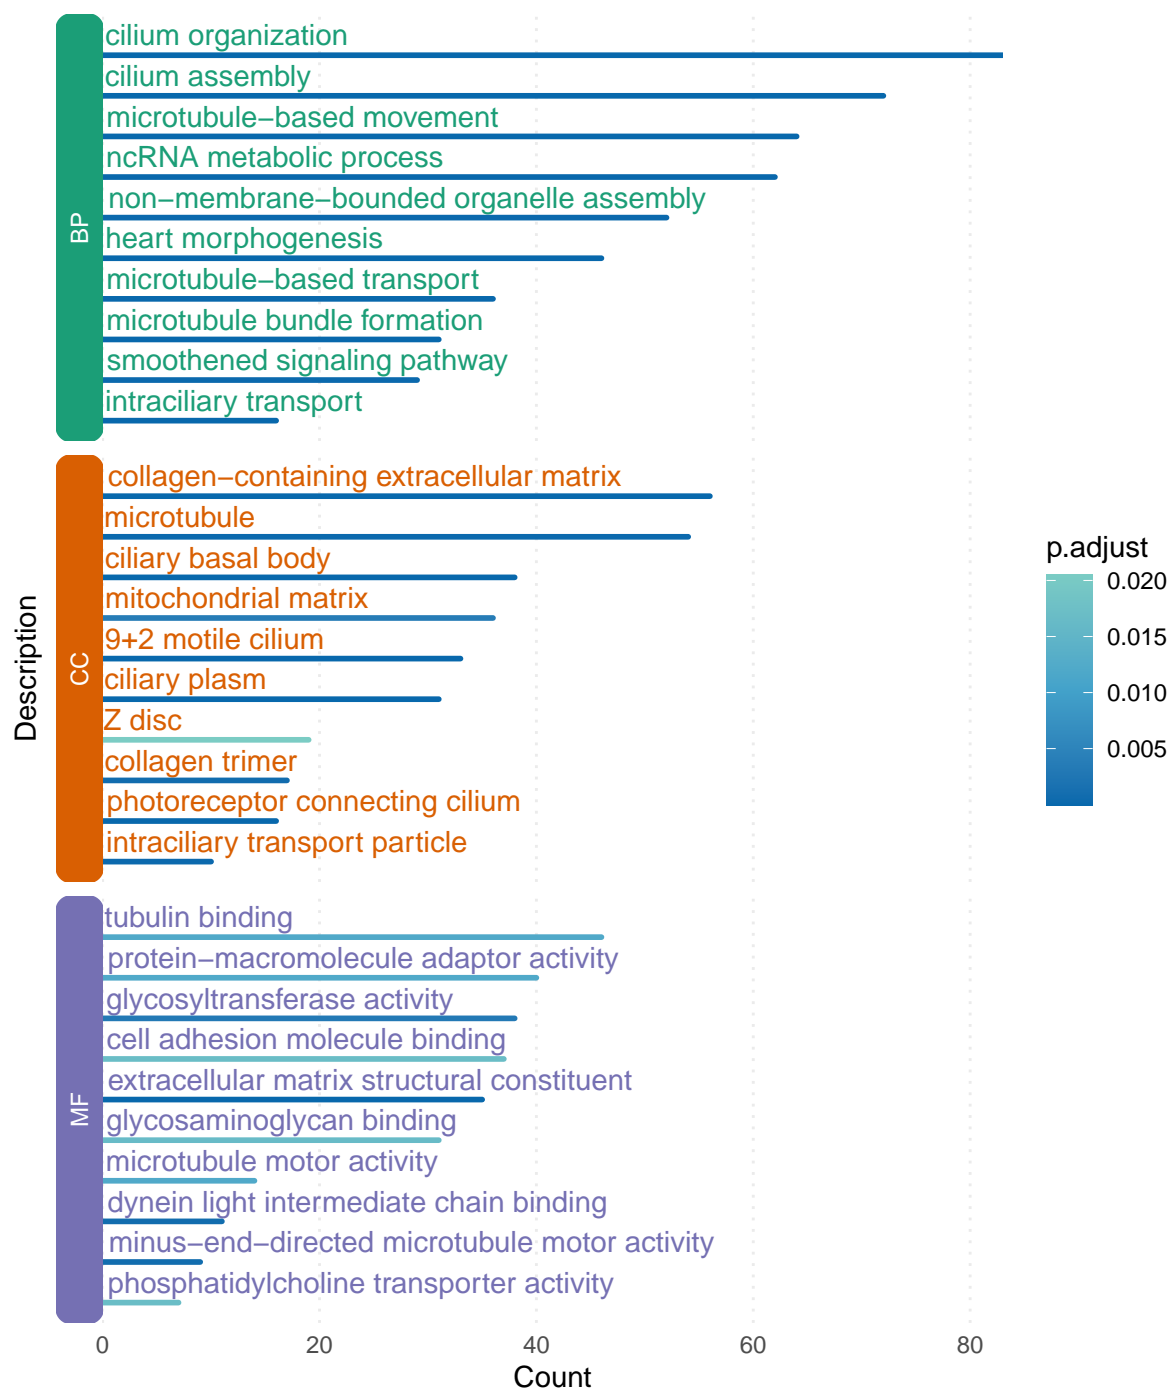 BP
cilium organization
cilium assembly
microtubule−based movement
ncRNA metabolic process
non−membrane−bounded organelle assembly
heart morphogenesis
microtubule−based transport
microtubule bundle formation
smoothened signaling pathway
intraciliary transport
Description
CC
collagen−containing extracellular matrix
microtubule
ciliary basal body
mitochondrial matrix
9+2 motile cilium
ciliary plasm
Z disc
collagen trimer
photoreceptor connecting cilium
intraciliary transport particle
MF
tubulin binding
protein−macromolecule adaptor activity
glycosyltransferase activity
cell adhesion molecule binding
extracellular matrix structural constituent
glycosaminoglycan binding
microtubule motor activity
dynein light intermediate chain binding
minus−end−directed microtubule motor activity
phosphatidylcholine transporter activity
0 20 40 60 80
Count
p.adjust
0.020
0.015
0.010
0.005